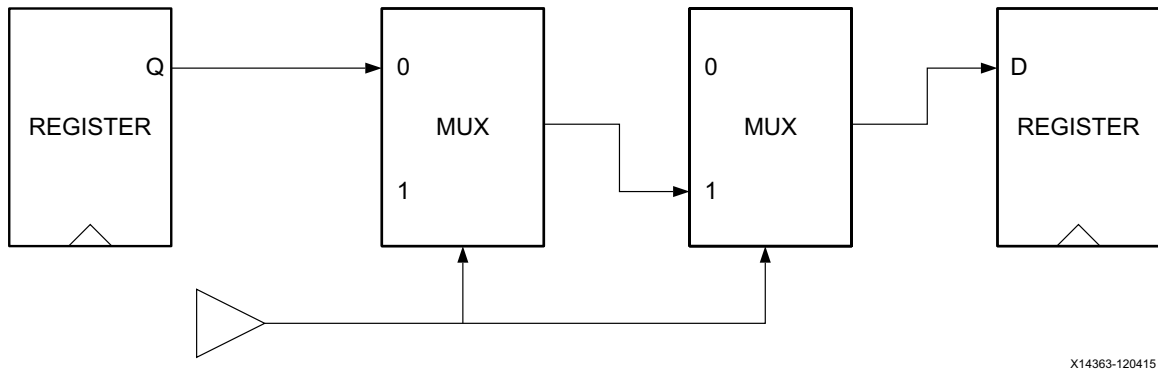 Q
0
0
D
REGISTER
MUX
MUX
REGISTER
1
1
X14363-120415